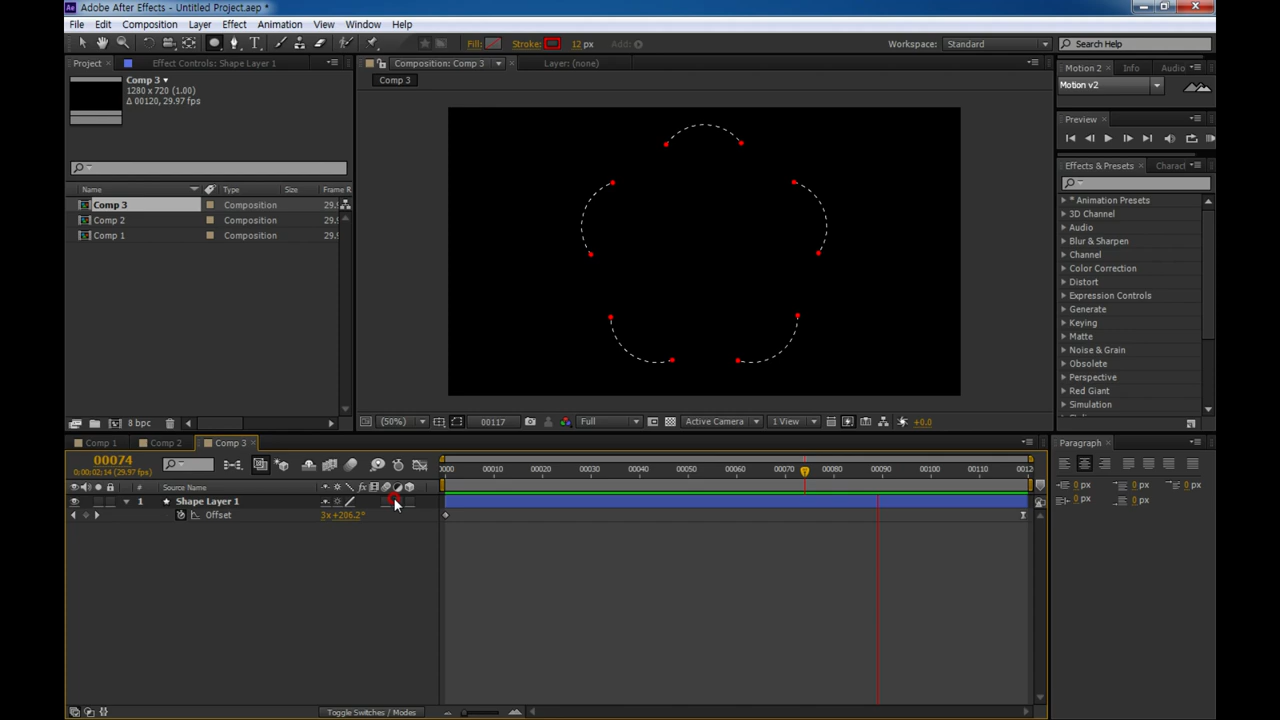 Adobe After Effects - Untitled Project.aep *
File Edit Composition Layer Effect Animation View Window Help
Fill: Stroke: 12 px Add: Workspace: Standard Search Help
Project Effect Controls: Shape Layer 1 Composition: Comp 3 Layer: (none) Motion 2 Info Audio
Comp 3
1280 x 720 (1.00)
Δ 00120, 29.97 fps
Comp 3
Motion v2
Preview
Effects & Presets Charact
Name Type Size Frame R
Comp 3 Composition 29.9
Comp 2 Composition 29.9
Comp 1 Composition 29.9
* Animation Presets
3D Channel
Audio
Blur & Sharpen
Channel
Color Correction
Distort
Expression Controls
Generate
Keying
Matte
Noise & Grain
Obsolete
Perspective
Red Giant
Simulation
8 bpc (50%) 00117 Full Active Camera 1 View +0.0
Comp 1 Comp 2 Comp 3 Paragraph
00074
0:00:02:14 (29.97 fps)
0000 00010 00020 00030 00040 00050 00060 00070 00080 00090 00100 00110 0012
# Source Name fx
1 Shape Layer 1
Offset 3x+206.2°
0 px 0 px 0 px
0 px 0 px
Toggle Switches / Modes